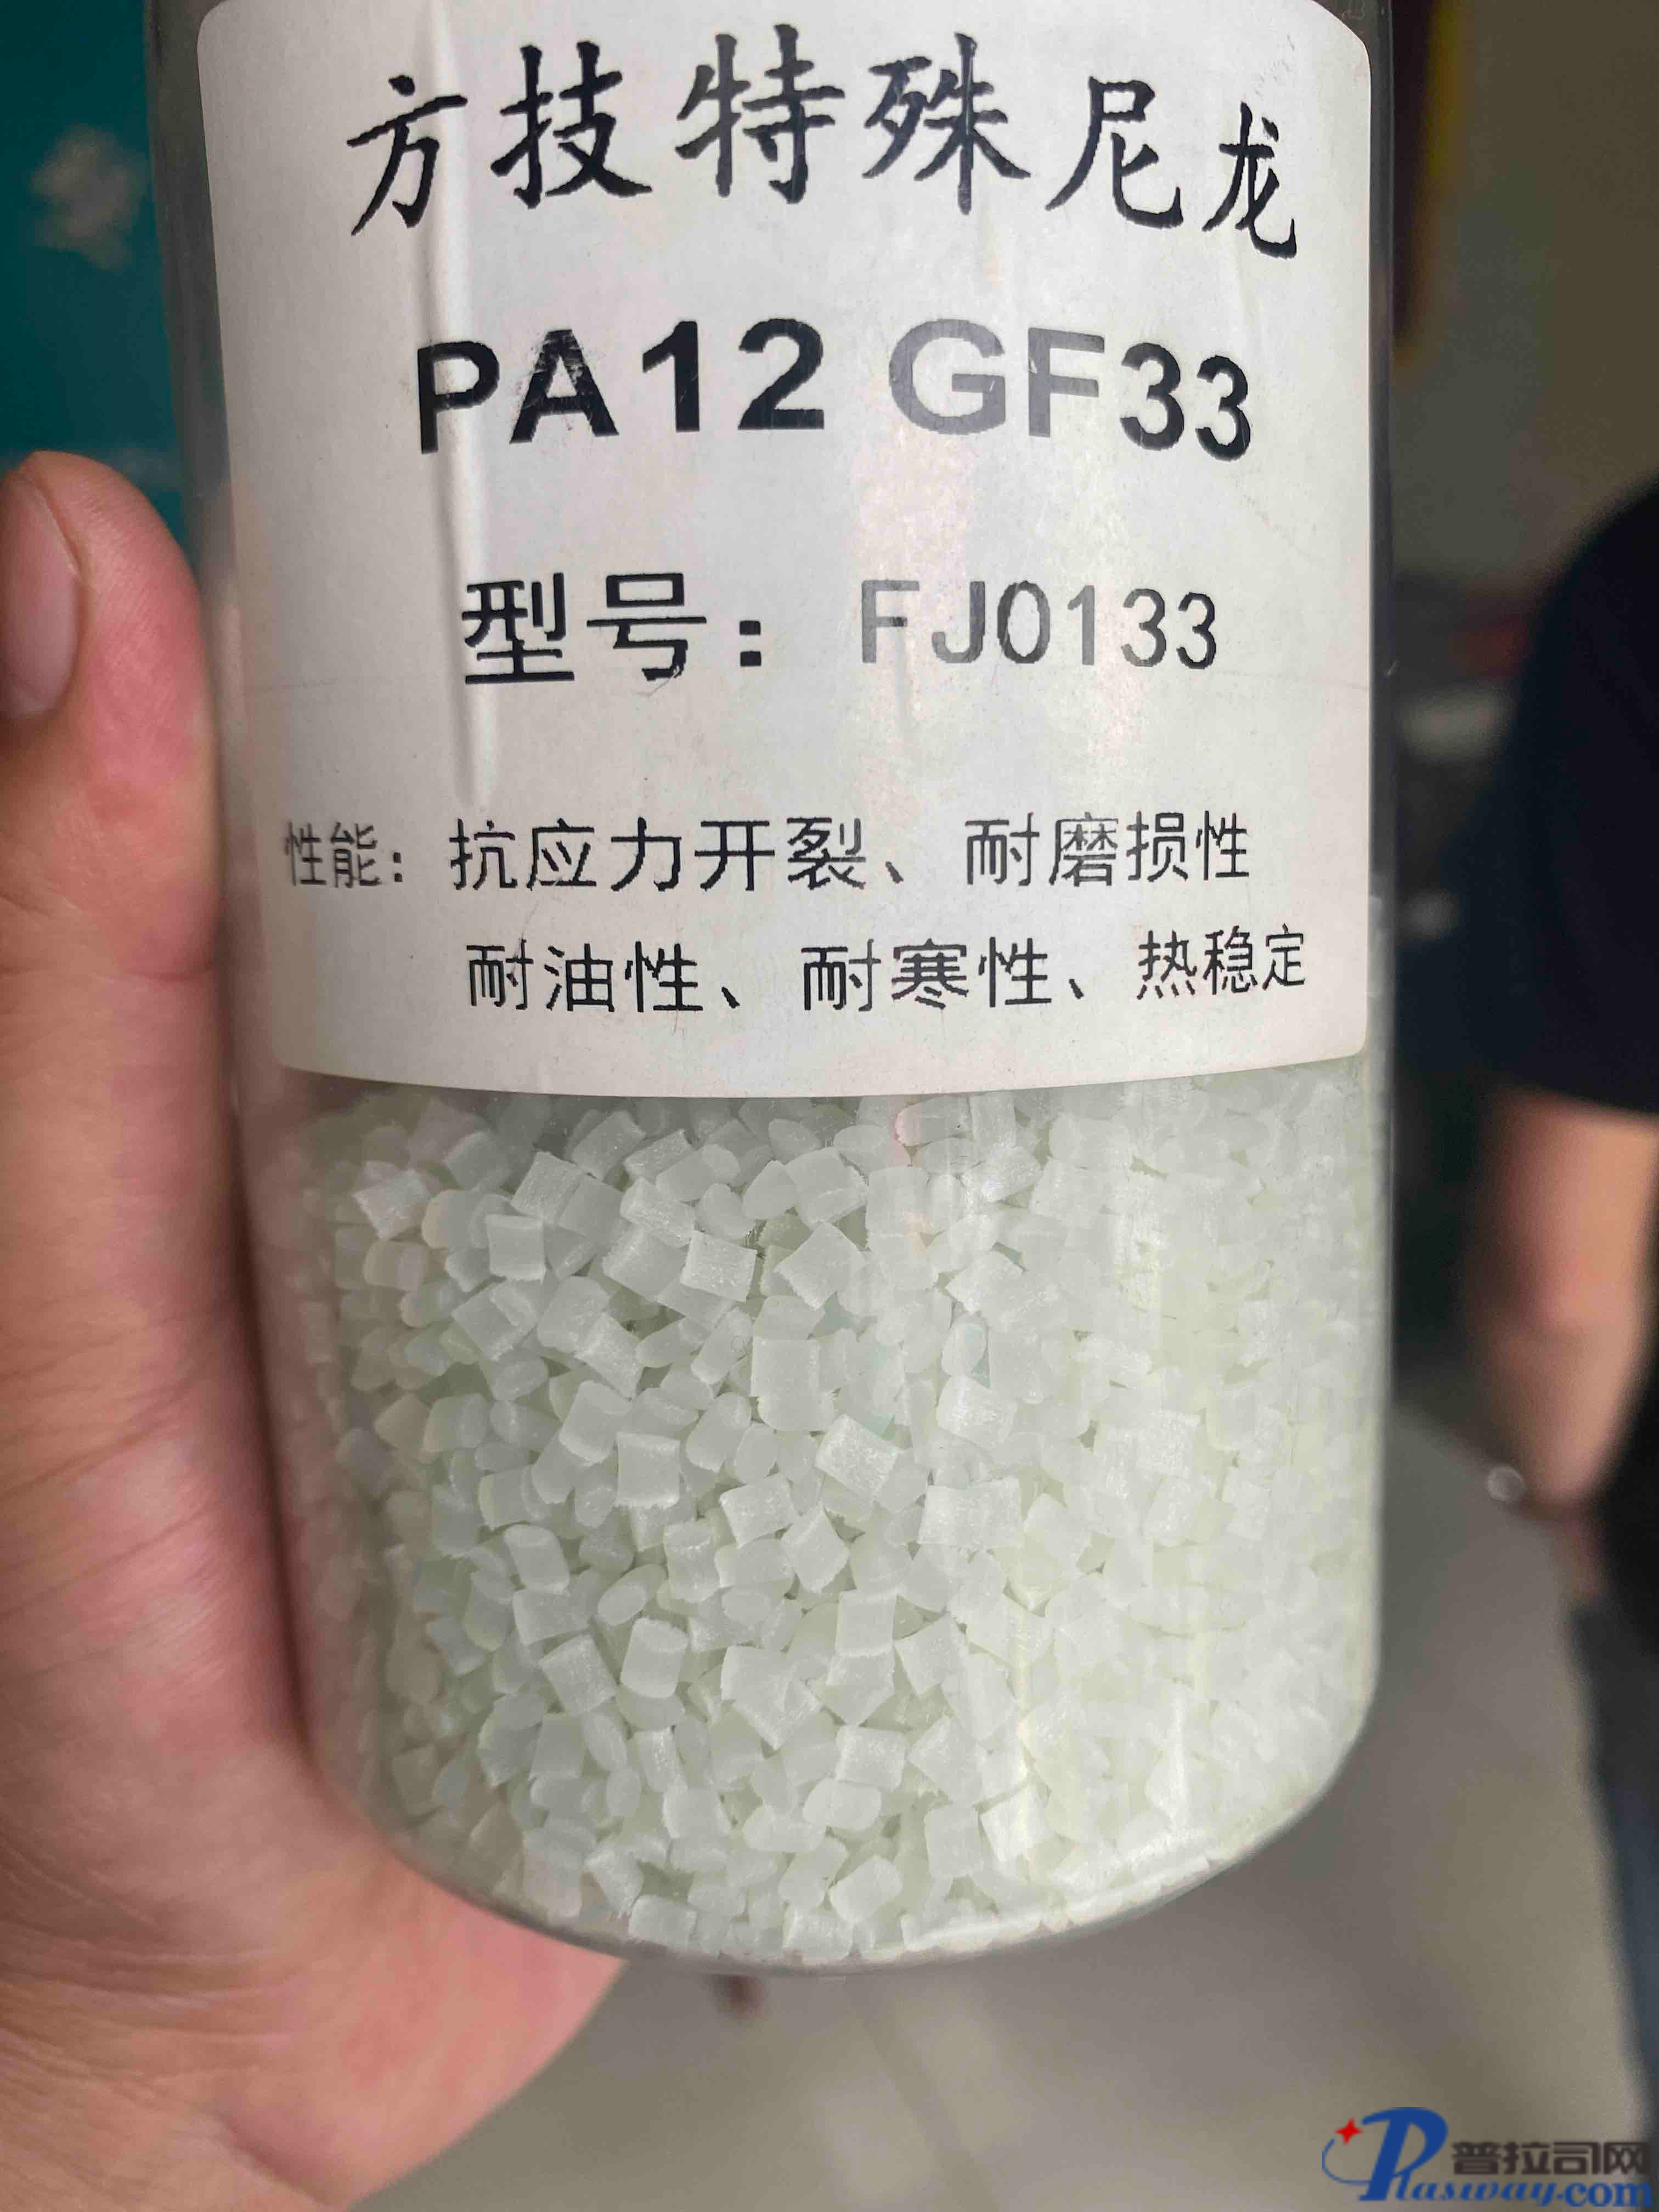 方技特殊尼龙
PA12 GF33
型号：FJ0133
性能：抗应力开裂、耐磨损性
耐油性、耐寒性、热稳定
普拉司网
Plasway.com